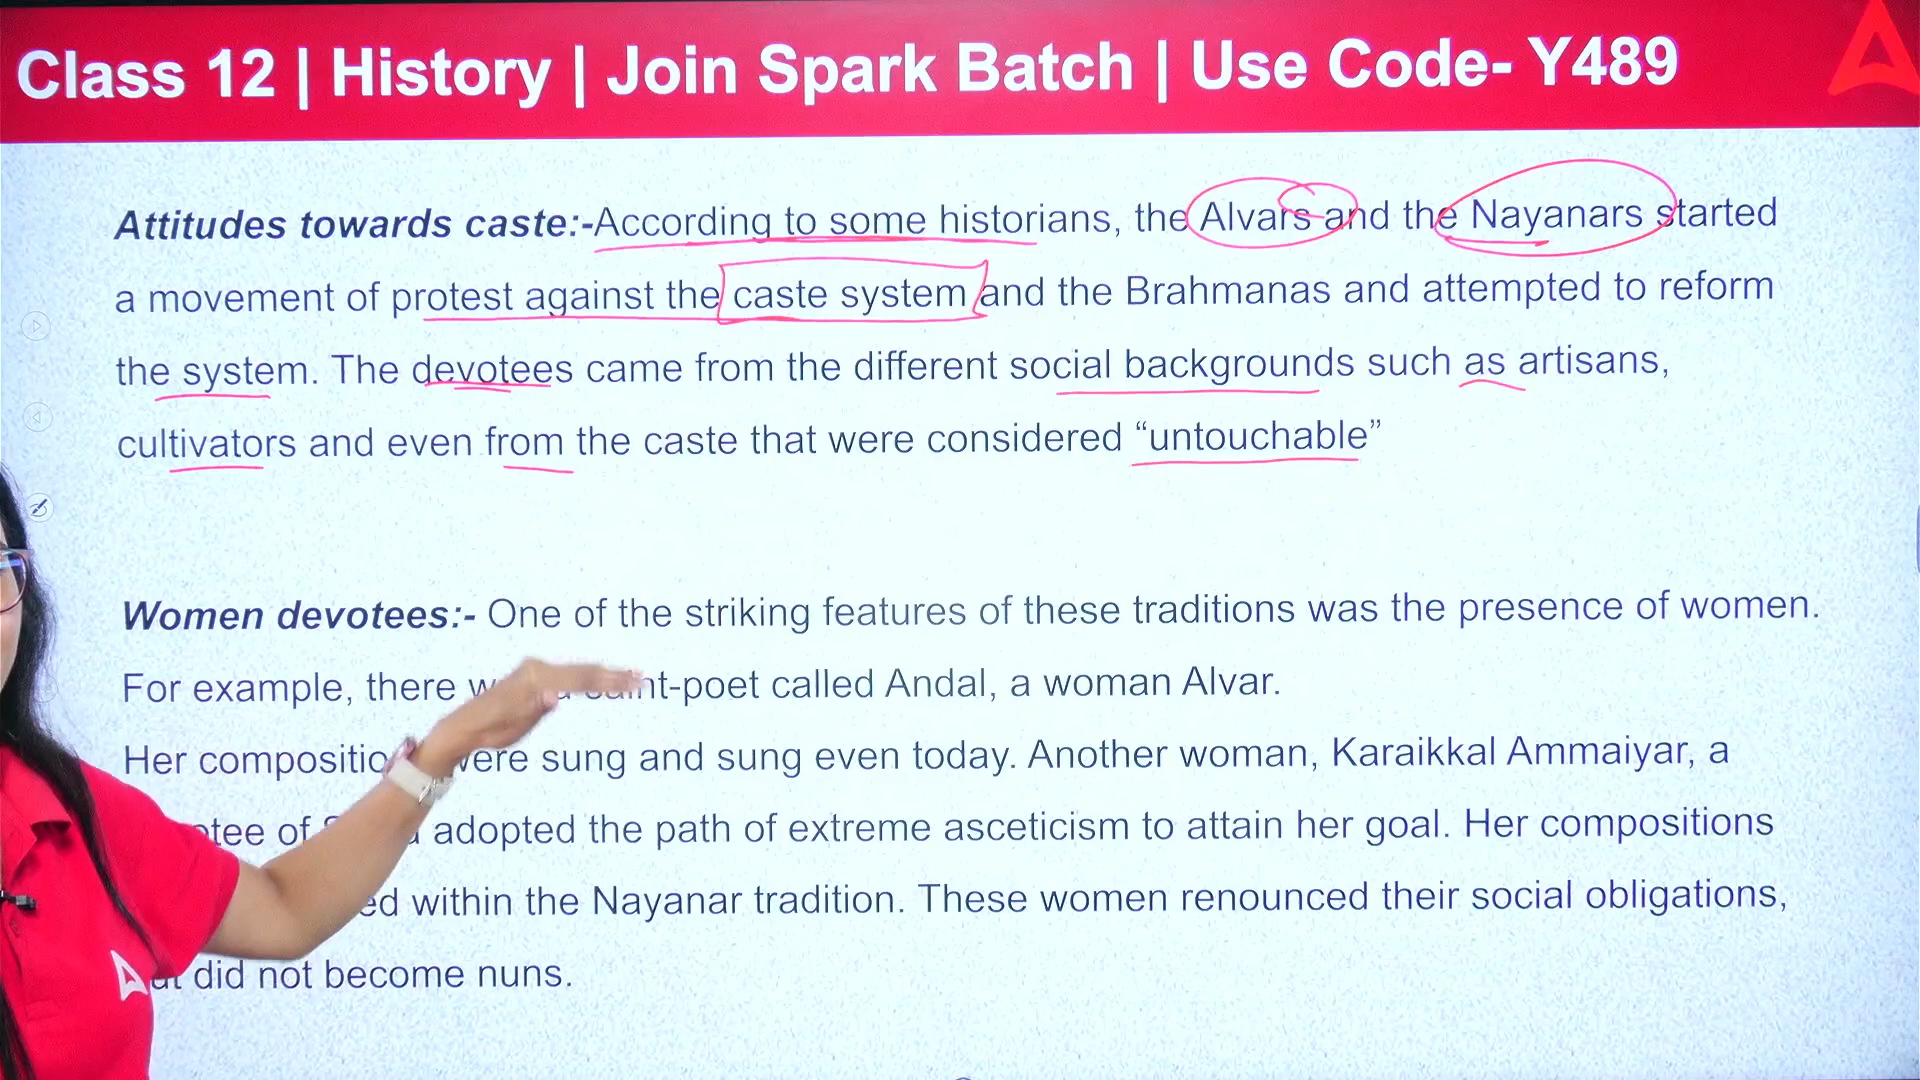 Class 12 | History | Join Spark Batch | Use Code- Y489
Attitudes towards caste:-According to some historians, the Alvars and the Nayanars started
a movement of protest against the caste system and the Brahmanas and attempted to reform
the system. The devotees came from the different social backgrounds such as artisans,
cultivators and even from the caste that were considered “untouchable”
Women devotees:- One of the striking features of these traditions was the presence of women.
For example, there saint-poet called Andal, a woman Alvar.
Her were sung and sung even today. Another woman, Karaikkal Ammaiyar, a
of adopted the path of extreme asceticism to attain her goal. Her compositions
within the Nayanar tradition. These women renounced their social obligations,
did not become nuns.